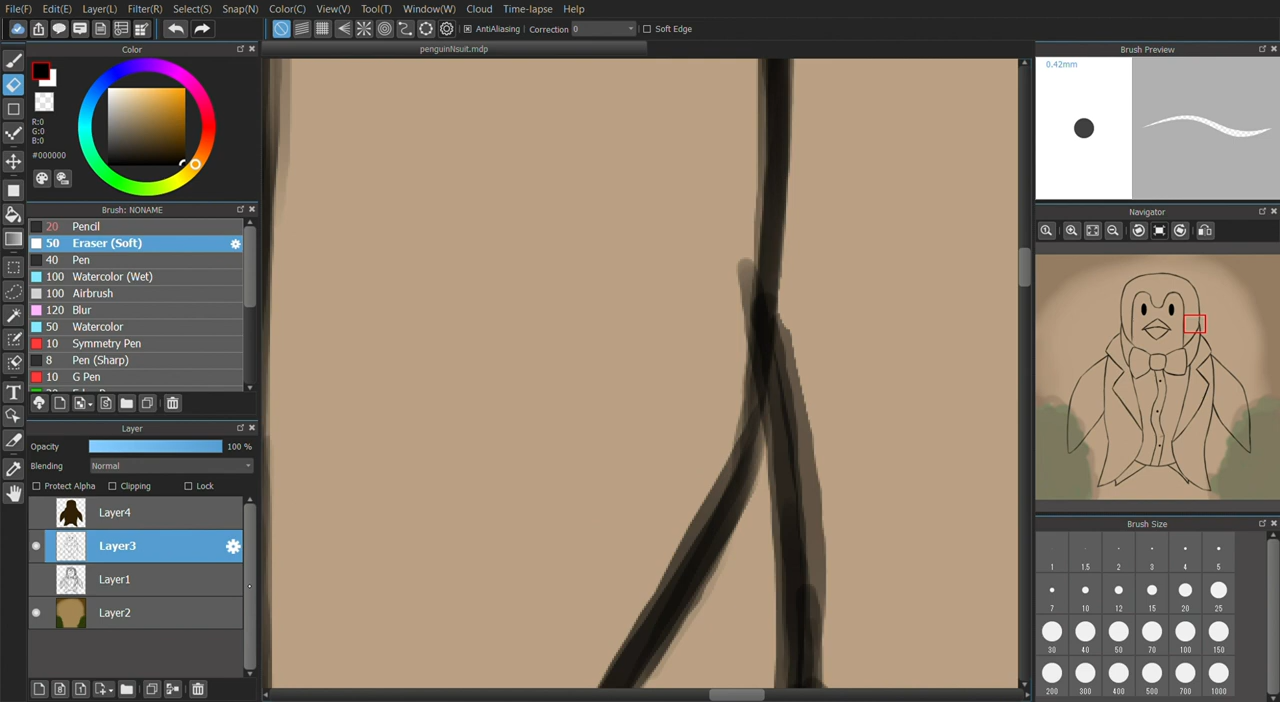 File(F) Edit(E) Layer(L) Filter(R) Select(S) Snap(N) Color(C) View(V) Tool(T) Window(W) Cloud Time-lapse Help
AntiAliasing Correction 0 Soft Edge
Color
R:0
G:0
B:0
#000000
Brush: NONAME
20 Pencil
50 Eraser (Soft)
40 Pen
100 Watercolor (Wet)
100 Airbrush
120 Blur
50 Watercolor
10 Symmetry Pen
8 Pen (Sharp)
10 G Pen
Layer
Opacity 100 %
Blending Normal
Protect Alpha Clipping Lock
Layer4
Layer3
Layer1
Layer2
penguinNsuit.mdp
Brush Preview
0.42mm
Navigator
Brush Size
1 1.5 2 3 4 5
7 10 12 15 20 25
30 40 50 70 100 150
200 300 400 500 700 1000